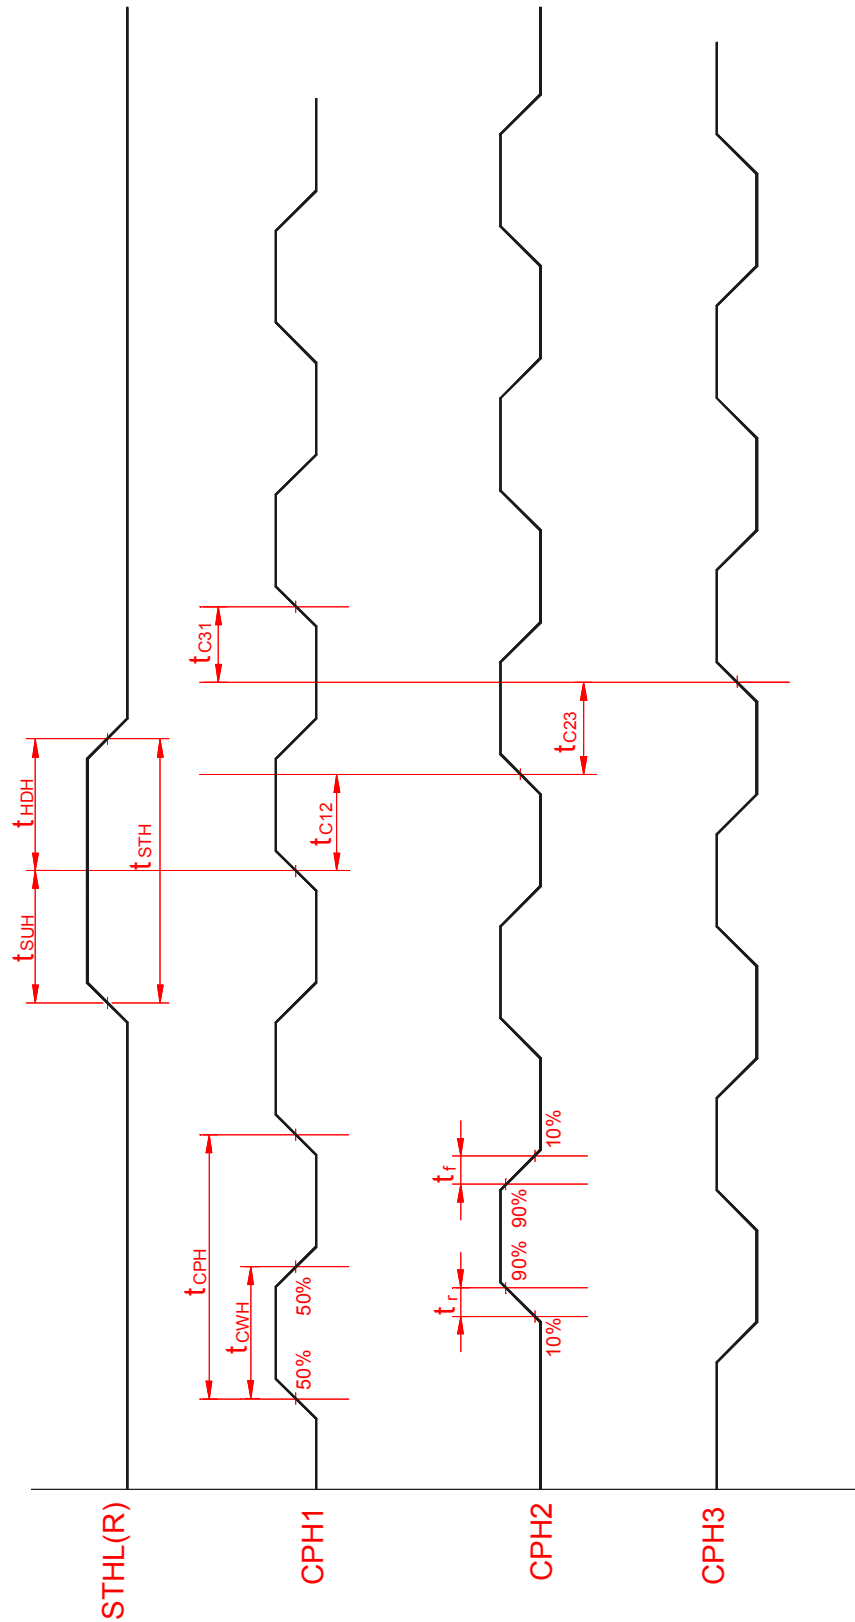 STHL(R)
tSUH
tHDH
tSTH
CPH1
tCPH
tCWH
50%
50%
tC12
tC31
CPH2
tr
10%
90%
tf
90%
10%
tC23
CPH3